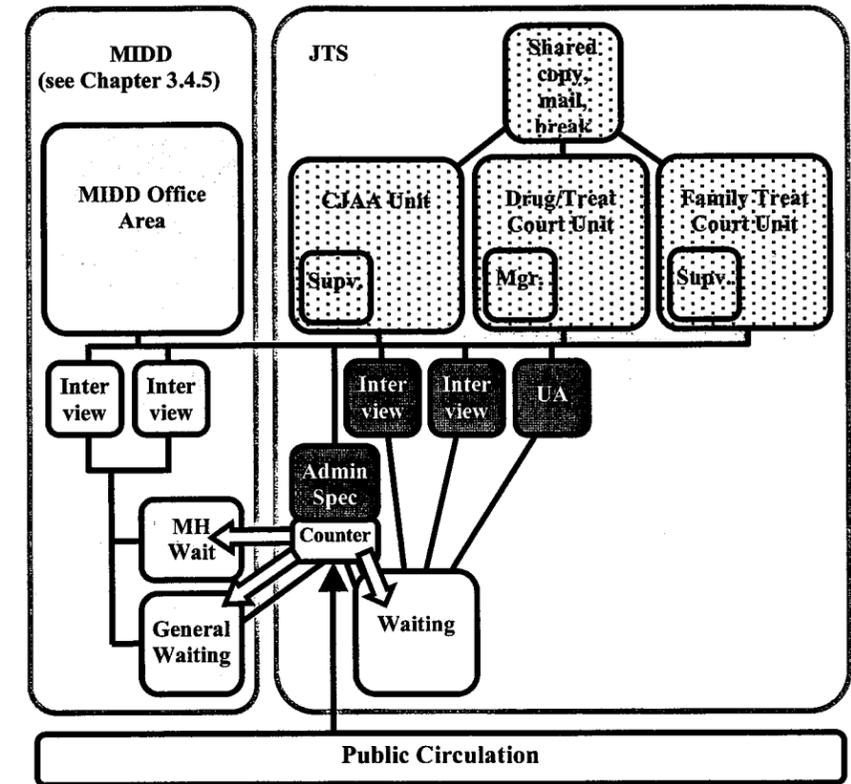 MIDD
(see Chapter 3.4.5)
JTS
Shared
copy,
mail,
break
MIDD Office
Area
CJAA Unit
Supv.
Drug/Treat
Court Unit
Mgr.
Family Treat
Court Unit
Supv.
Inter
view
Inter
view
Inter
view
Inter
view
UA
Admin
Spec
Counter
MH
Wait
General
Waiting
Waiting
Public Circulation